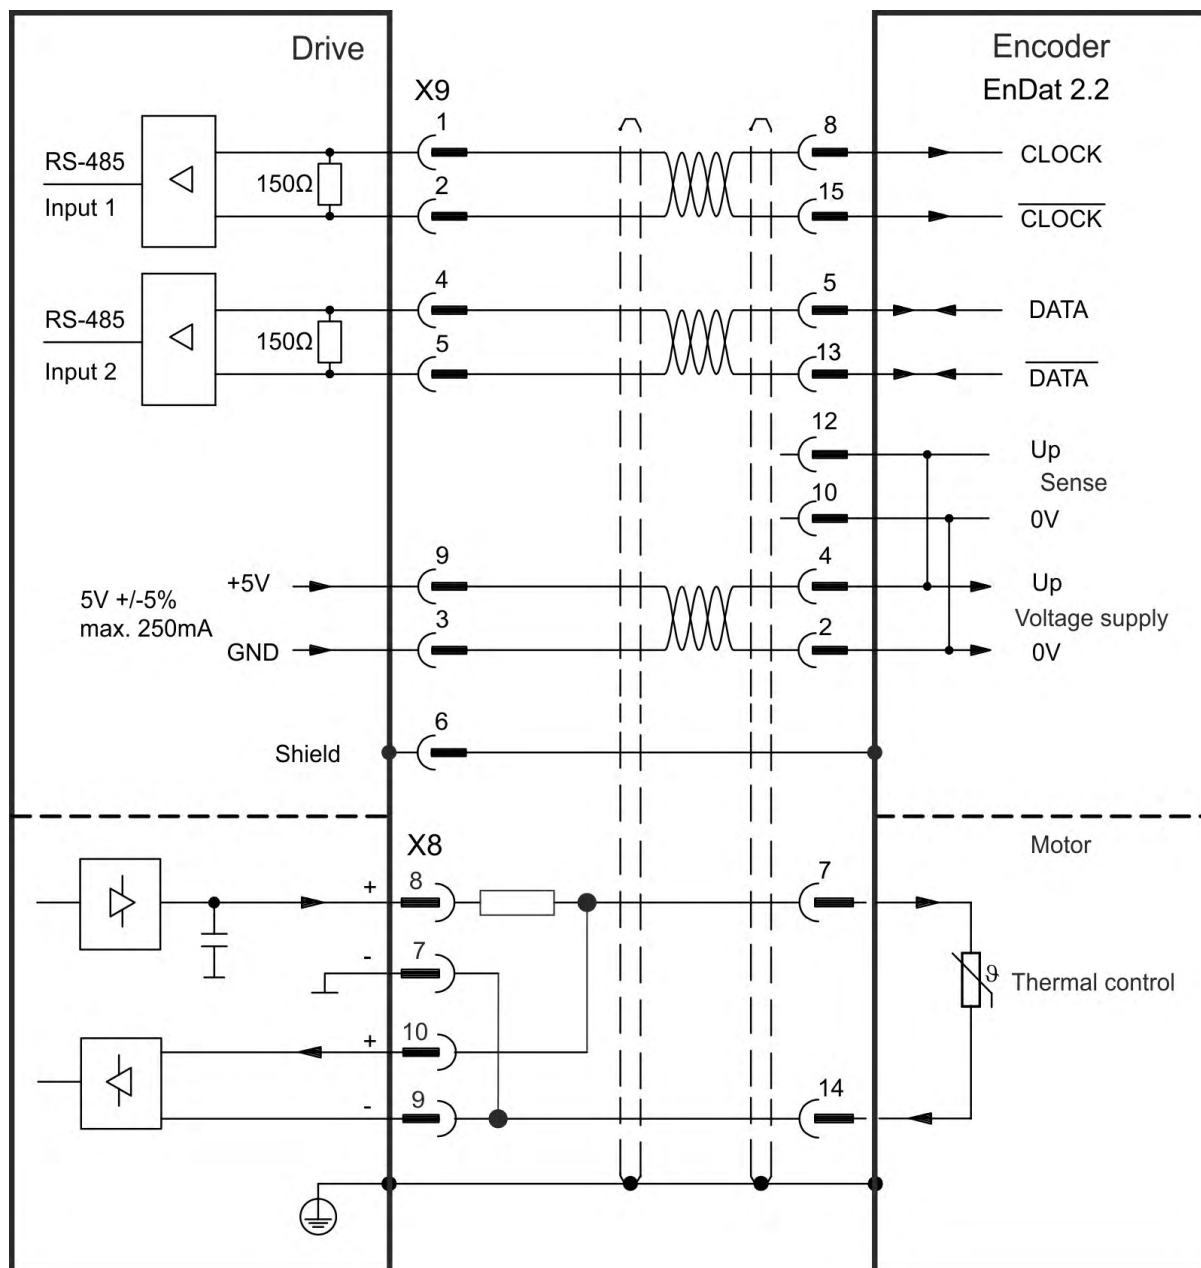 Drive
Encoder
EnDat 2.2
X9
1
8
RS-485
150Ω
CLOCK
Input 1
2
15
CLOCK
4
5
RS-485
150Ω
DATA
Input 2
5
13
DATA
12
Up
Sense
10
0V
9
4
+5V
Up
5V +/-5%
max. 250mA
Voltage supply
3
2
GND
0V
6
Shield
X8
Motor
+
8
7
-
7
ϑ
Thermal control
+
10
-
9
14